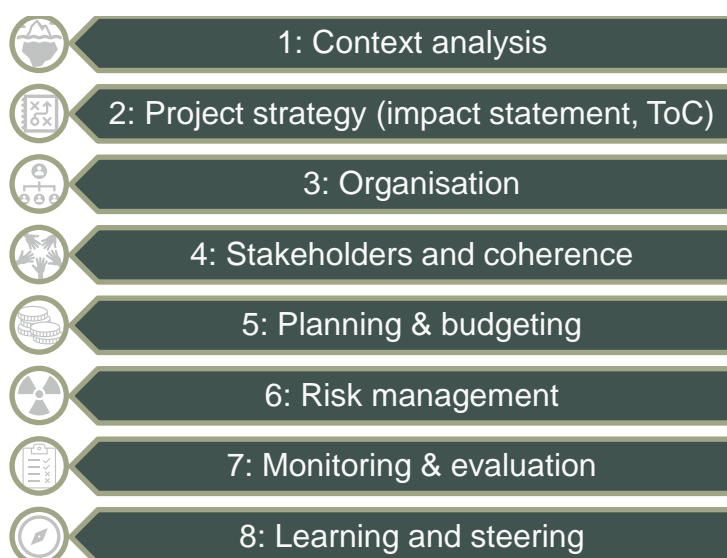 1: Context analysis
2: Project strategy (impact statement, ToC)
3: Organisation
4: Stakeholders and coherence
5: Planning & budgeting
6: Risk management
7: Monitoring & evaluation
8: Learning and steering